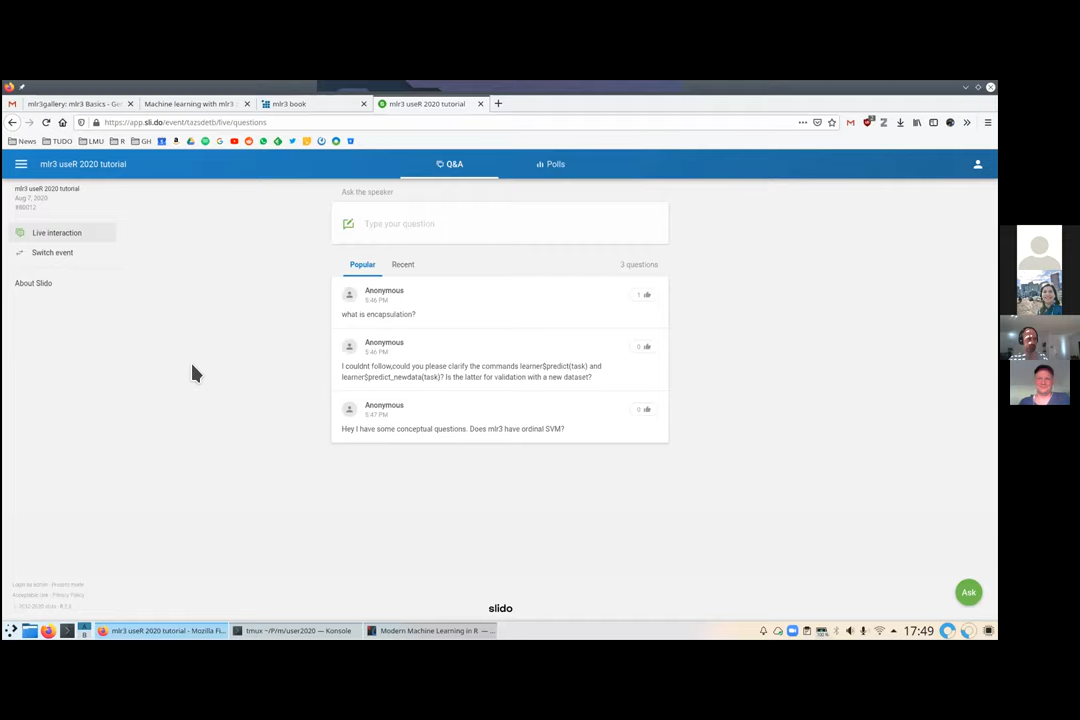 mlr3gallery: mlr3 Basics - Ge
Machine learning with mlr3
mlr3 book
mlr3 useR 2020 tutorial
https://app.sli.do/event/tazsdetb/live/questions
News
TUDO
LMU
R
GH
mlr3 useR 2020 tutorial
Q&A
Polls
mlr3 useR 2020 tutorial
Aug 7, 2020
Live interaction
Switch event
About Slido
Ask the speaker
Type your question
Popular
Recent
3 questions
Anonymous
5:46 PM
1
what is encapsulation?
Anonymous
5:46 PM
0
I couldnt follow,could you please clarify the commands learner$predict(task) and
learner$predict_newdata(task)? Is the latter for validation with a new dataset?
Anonymous
5:47 PM
0
Hey I have some conceptual questions. Does mlr3 have ordinal SVM?
Ask
slido
mlr3 useR 2020 tutorial - Mozilla Fi...
tmux ~/P/m/user2020 — Konsole
Modern Machine Learning in R — ...
17:49